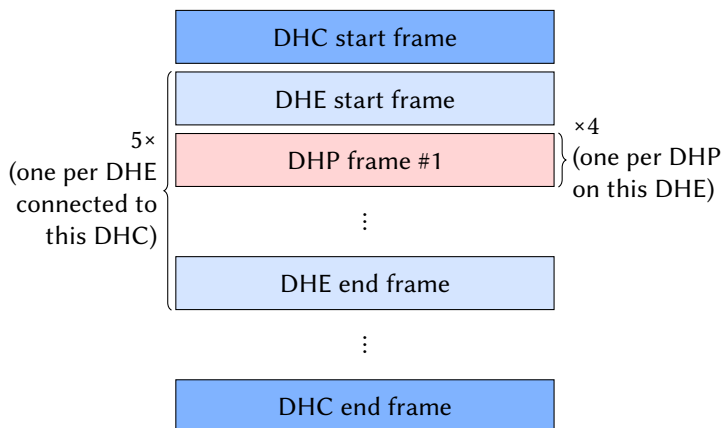 DHC start frame
DHE start frame
5×
(one per DHE
connected to
this DHC)
DHP frame #1
×4
(one per DHP
on this DHE)
⋮
DHE end frame
⋮
DHC end frame